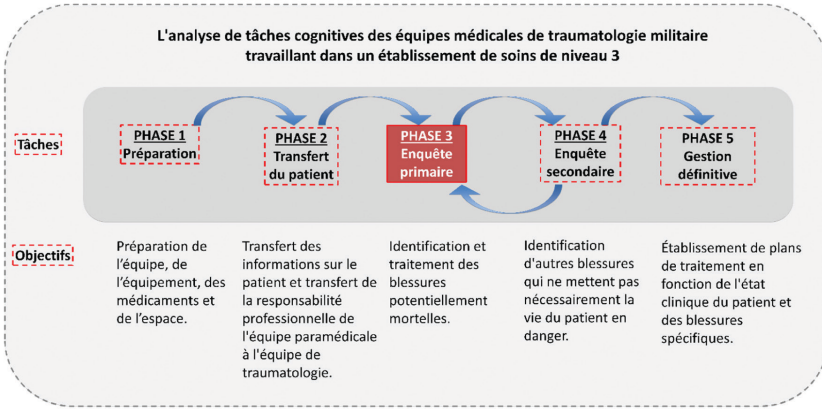 L'analyse de tâches cognitives des équipes médicales de traumatologie militaire
travaillant dans un établissement de soins de niveau 3
Tâches
PHASE 1
Préparation
PHASE 2
Transfert
du patient
PHASE 3
Enquête
primaire
PHASE 4
Enquête
secondaire
PHASE 5
Gestion
définitive
Objectifs
Préparation de
l'équipe, de
l'équipement, des
médicaments et
de l'espace.
Transfert des
informations sur le
patient et transfert de
la responsabilité
professionnelle de
l'équipe paramédicale
à l'équipe de
traumatologie.
Identification et
traitement des
blessures
potentiellement
mortelles.
Identification
d'autres blessures
qui ne mettent pas
nécessairement la
vie du patient en
danger.
Établissement de plans
de traitement en
fonction de l'état
clinique du patient et
des blessures
spécifiques.